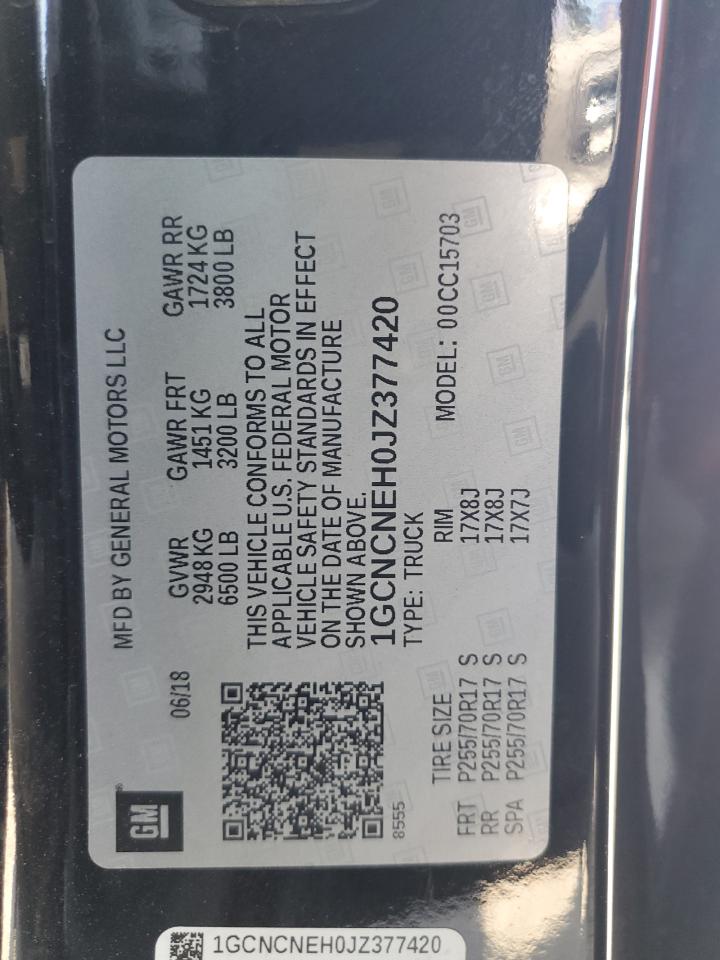 GM
MFD BY GENERAL MOTORS LLC
06/18
GVWR GAWR FRT GAWR RR
2948 KG 1451 KG 1724 KG
6500 LB 3200 LB 3800 LB
THIS VEHICLE CONFORMS TO ALL
APPLICABLE U.S. FEDERAL MOTOR
VEHICLE SAFETY STANDARDS IN EFFECT
ON THE DATE OF MANUFACTURE
SHOWN ABOVE.
1GCNCNEH0JZ377420
8555
TYPE: TRUCK
MODEL: 00CC15703
TIRE SIZE RIM
FRT P255/70R17 S 17X8J
RR P255/70R17 S 17X8J
SPA P255/70R17 S 17X7J
1GCNCNEH0JZ377420